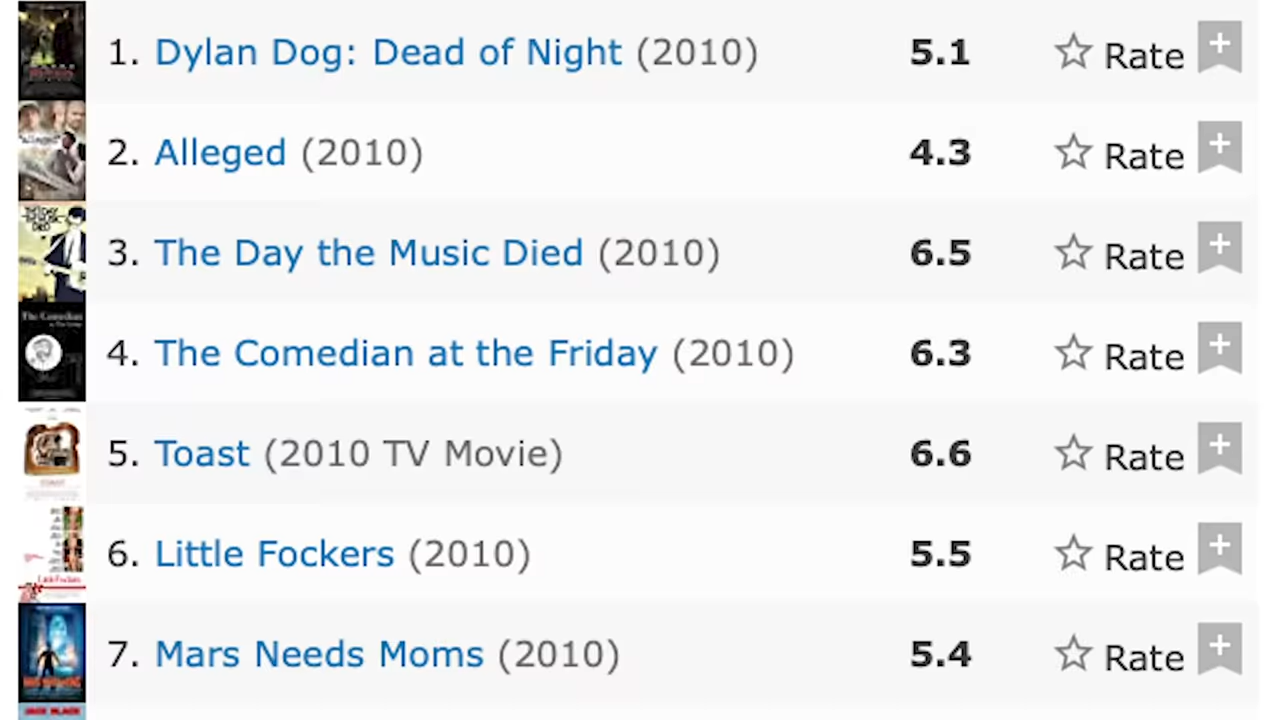 1. Dylan Dog: Dead of Night (2010) 5.1 Rate
2. Alleged (2010) 4.3 Rate
3. The Day the Music Died (2010) 6.5 Rate
4. The Comedian at the Friday (2010) 6.3 Rate
5. Toast (2010 TV Movie) 6.6 Rate
6. Little Fockers (2010) 5.5 Rate
7. Mars Needs Moms (2010) 5.4 Rate
JACK BLACK